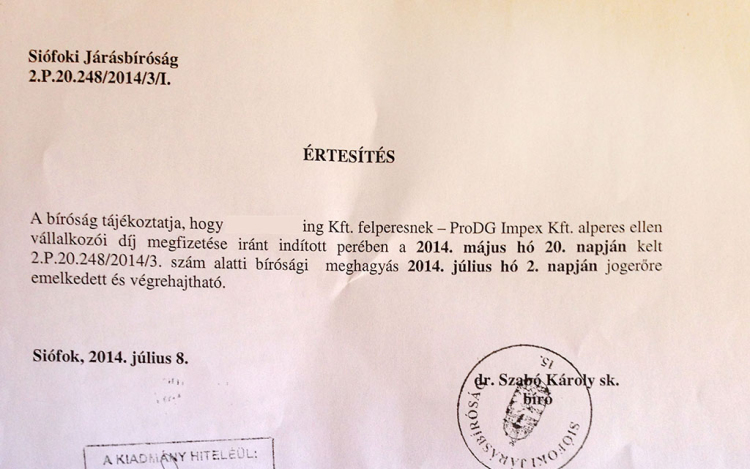 Siófoki Járásbíróság
2.P.20.248/2014/3/I.
ÉRTESÍTÉS
A bíróság tájékoztatja, hogy ing Kft. felperesnek – ProDG Impex Kft. alperes ellen
vállalkozói díj megfizetése iránt indított perében a 2014. május hó 20. napján kelt
2.P.20.248/2014/3. szám alatti bírósági meghagyás 2014. július hó 2. napján jogerőre
emelkedett és végrehajtható.
Siófok, 2014. július 8.
dr. Szabó Károly sk.
bíró
SIÓFOKI JÁRÁSBÍRÓSÁG
15.
A KIADMÁNY HITELÉÜL: